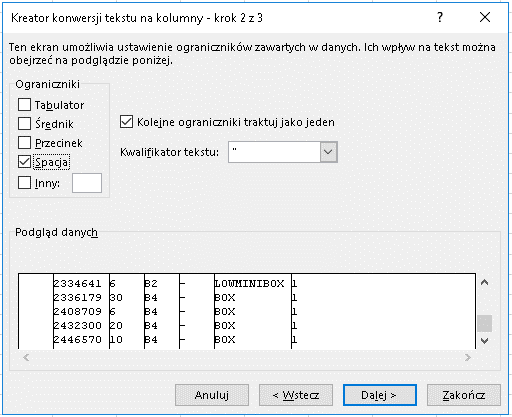 Kreator konwersji tekstu na kolumny - krok 2 z 3
Ten ekran umożliwia ustawienie ograniczników zawartych w danych. Ich wpływ na tekst można
obejrzeć na podglądzie poniżej.
Ograniczniki
Tabulator
Średnik
Przecinek
Spacja
Inny:
Kolejne ograniczniki traktuj jako jeden
Kwalifikator tekstu: "
Podgląd danych
2334641 6 B2 - LOWMINIBOX 1
2336179 30 B4 - BOX 1
2408709 6 B4 - BOX 1
2432300 20 B4 - BOX 1
2446570 10 B4 - BOX 1
Anuluj < Wstecz Dalej > Zakończ